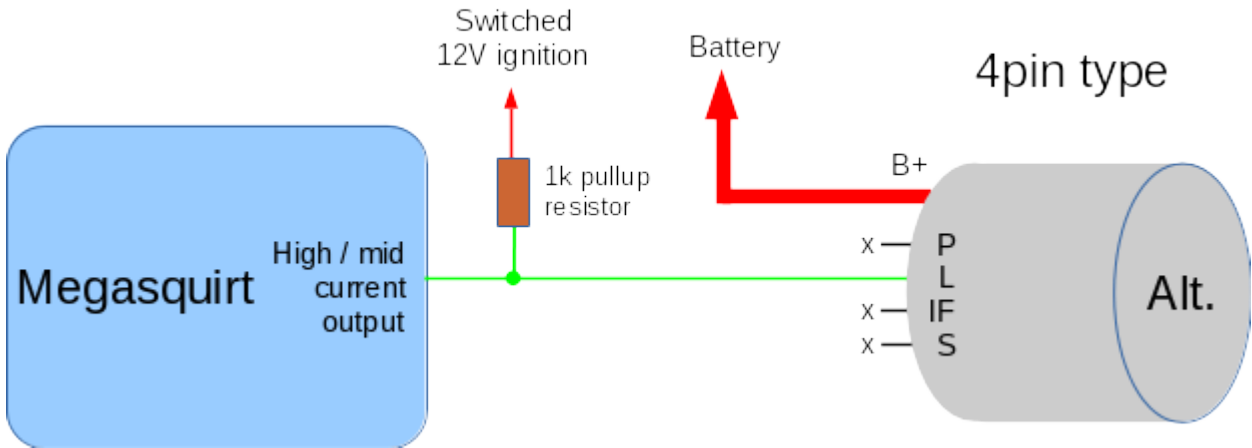 Switched
12V ignition
Battery
4pin type
B+
1k pullup
resistor
Megasquirt
High / mid
current
output
x
P
L
x
IF
x
S
Alt.